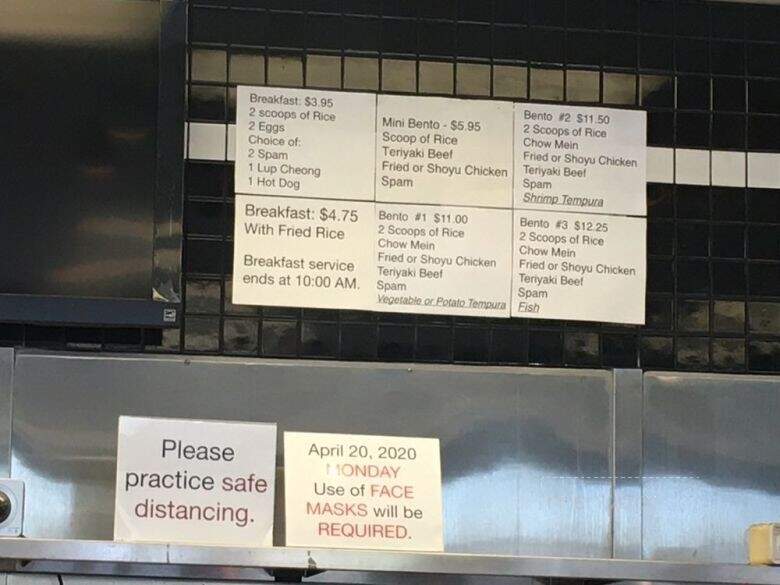 Breakfast: $3.95
2 scoops of Rice
2 Eggs
Choice of:
2 Spam
1 Lup Cheong
1 Hot Dog
Mini Bento - $5.95
Scoop of Rice
Teriyaki Beef
Fried or Shoyu Chicken
Spam
Bento #2 $11.50
2 Scoops of Rice
Chow Mein
Fried or Shoyu Chicken
Teriyaki Beef
Spam
Shrimp Tempura
Breakfast: $4.75
With Fried Rice
Breakfast service
ends at 10:00 AM.
Bento #1 $11.00
2 Scoops of Rice
Chow Mein
Fried or Shoyu Chicken
Teriyaki Beef
Spam
Vegetable or Potato Tempura
Bento #3 $12.25
2 Scoops of Rice
Chow Mein
Fried or Shoyu Chicken
Teriyaki Beef
Spam
Fish
Please
practice safe
distancing.
April 20, 2020
MONDAY
Use of FACE
MASKS will be
REQUIRED.